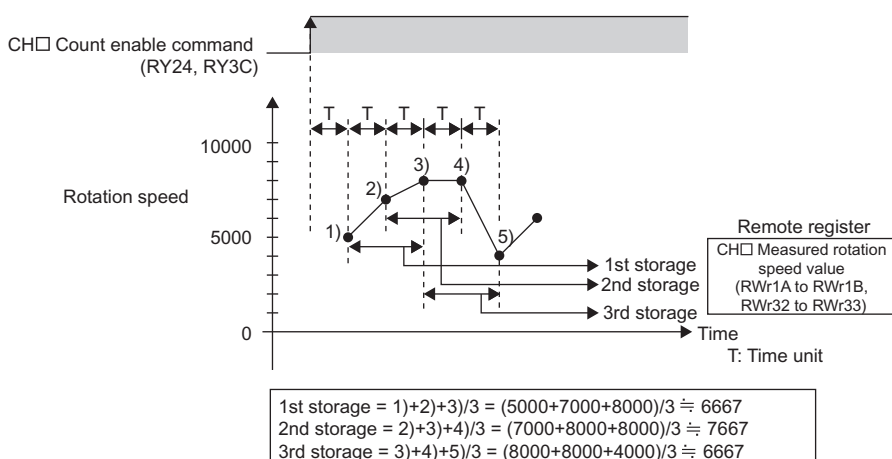 CH□ Count enable command
(RY24, RY3C)
T T T T T
10000
Rotation speed
5000
0
1)
2)
3)
4)
5)
1st storage
2nd storage
3rd storage
Time
T: Time unit
Remote register
CH□ Measured rotation
speed value
(RWr1A to RWr1B,
RWr32 to RWr33)
1st storage = 1)+2)+3)/3 = (5000+7000+8000)/3 ≒ 6667
2nd storage = 2)+3)+4)/3 = (7000+8000+8000)/3 ≒ 7667
3rd storage = 3)+4)+5)/3 = (8000+8000+4000)/3 ≒ 6667